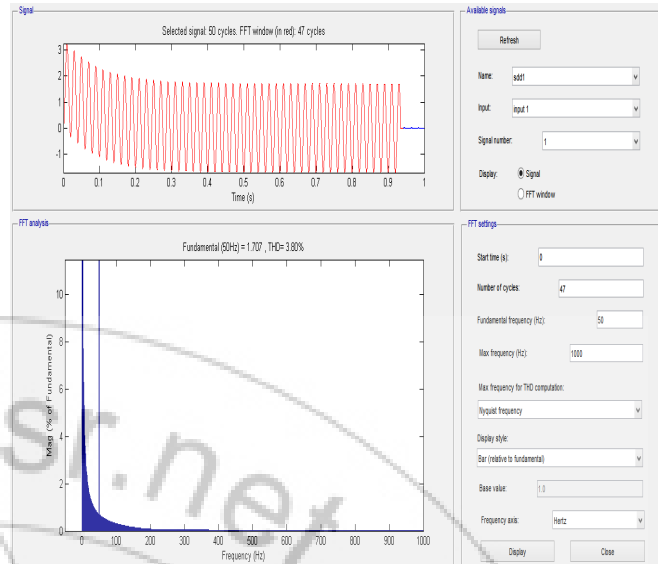 Signal
Selected signal: 50 cycles. FFT window (in red): 47 cycles
3
2
1
0
-1
0 0.1 0.2 0.3 0.4 0.5 0.6 0.7 0.8 0.9 1
Time (s)
FFT analysis
Fundamental (50Hz) = 1.707 , THD= 3.80%
Mag (% of Fundamental)
10
8
6
4
2
0
0 100 200 300 400 500 600 700 800 900 1000
Frequency (Hz)
Available signals
Refresh
Name: sdd1
Input: input 1
Signal number: 1
Display: Signal
FFT window
FFT settings
Start time (s): 0
Number of cycles: 47
Fundamental frequency (Hz): 50
Max frequency (Hz): 1000
Max frequency for THD computation:
Nyquist frequency
Display style:
Bar (relative to fundamental)
Base value: 1.0
Frequency axis: Hertz
Display Close
sr.net